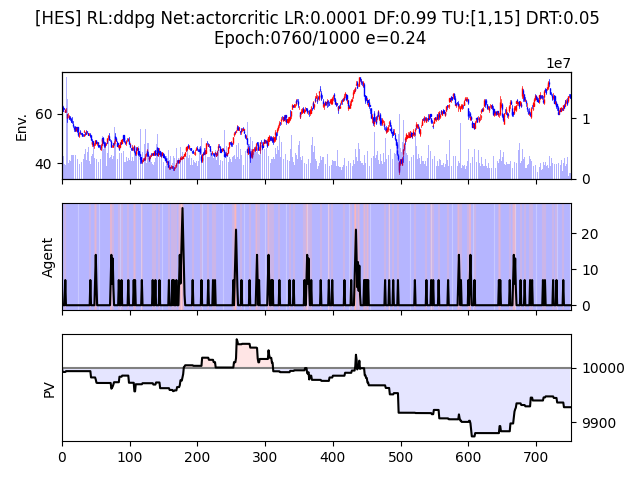 [HES] RL:ddpg Net:actorcritic LR:0.0001 DF:0.99 TU:[1,15] DRT:0.05
Epoch:0760/1000 e=0.24
1e7
Env.
60
40
1
0
Agent
20
10
0
PV
10000
9900
0 100 200 300 400 500 600 700